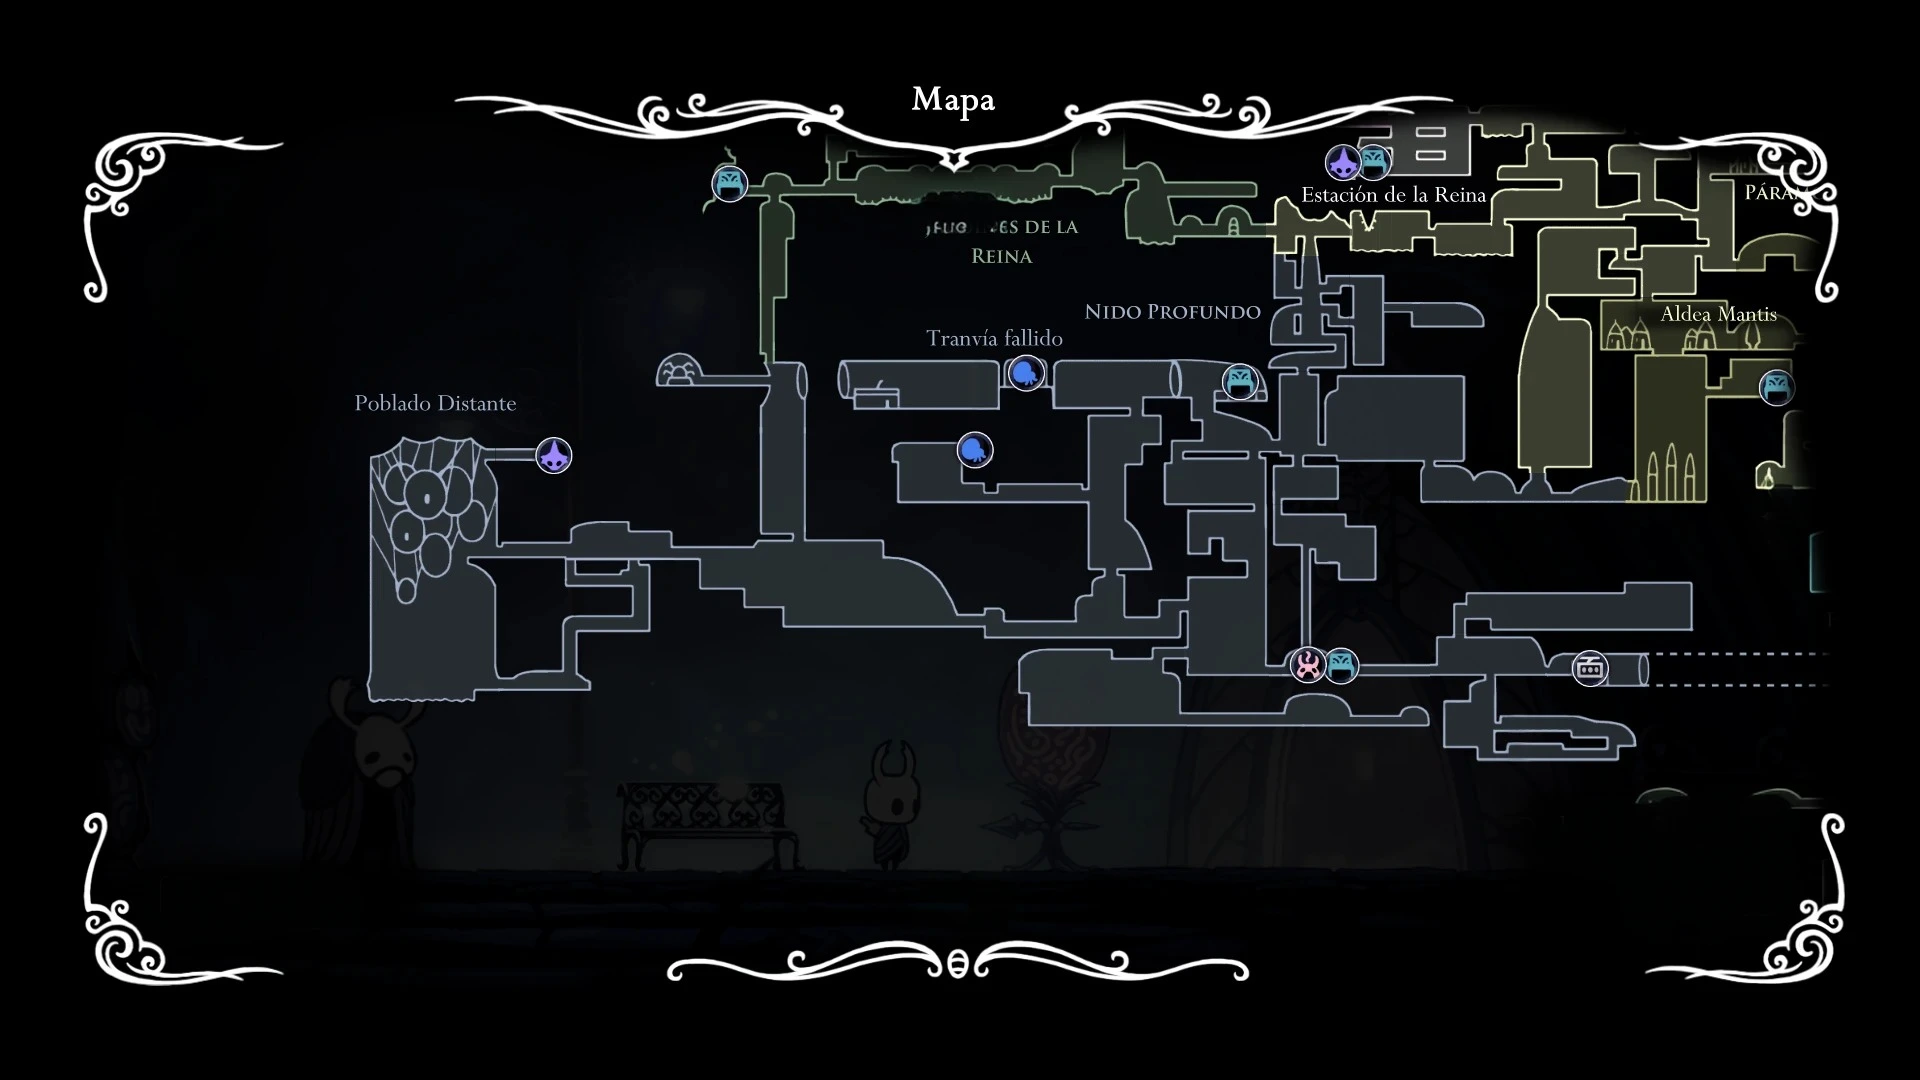 Mapa
Estación de la Reina
ES DE LA
REINA
NIDO PROFUNDO
Tranvía fallido
Aldea Mantis
Poblado Distante